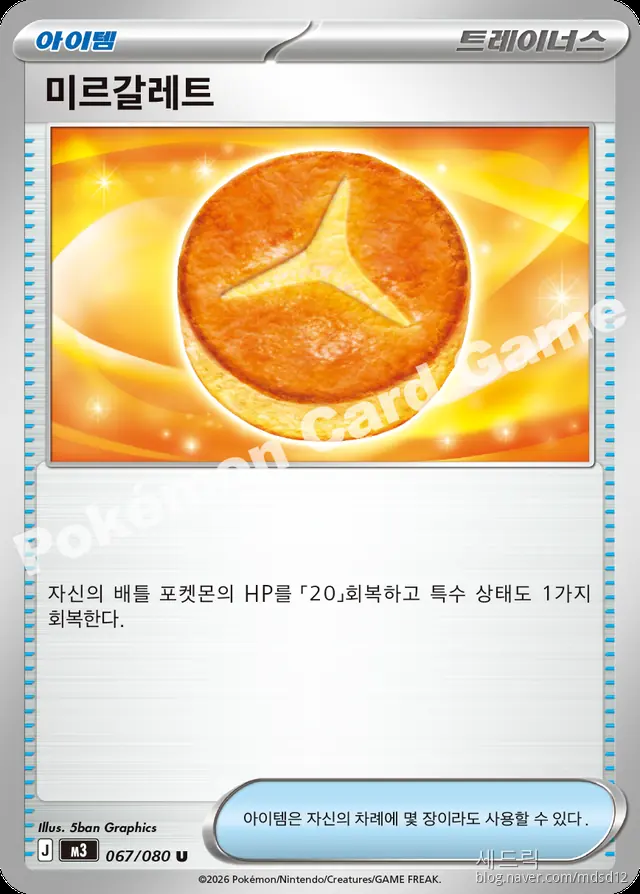 아이템
트레이너스
미르갈레트
Pokémon Card Game
자신의 배틀 포켓몬의 HP를 「20」회복하고 특수 상태도 1가지
회복한다.
Illus. 5ban Graphics
아이템은 자신의 차례에 몇 장이라도 사용할 수 있다.
J M3 067/080 U
세드릭
blog.naver.com/mdsd12
©2026 Pokémon/Nintendo/Creatures/GAME FREAK.